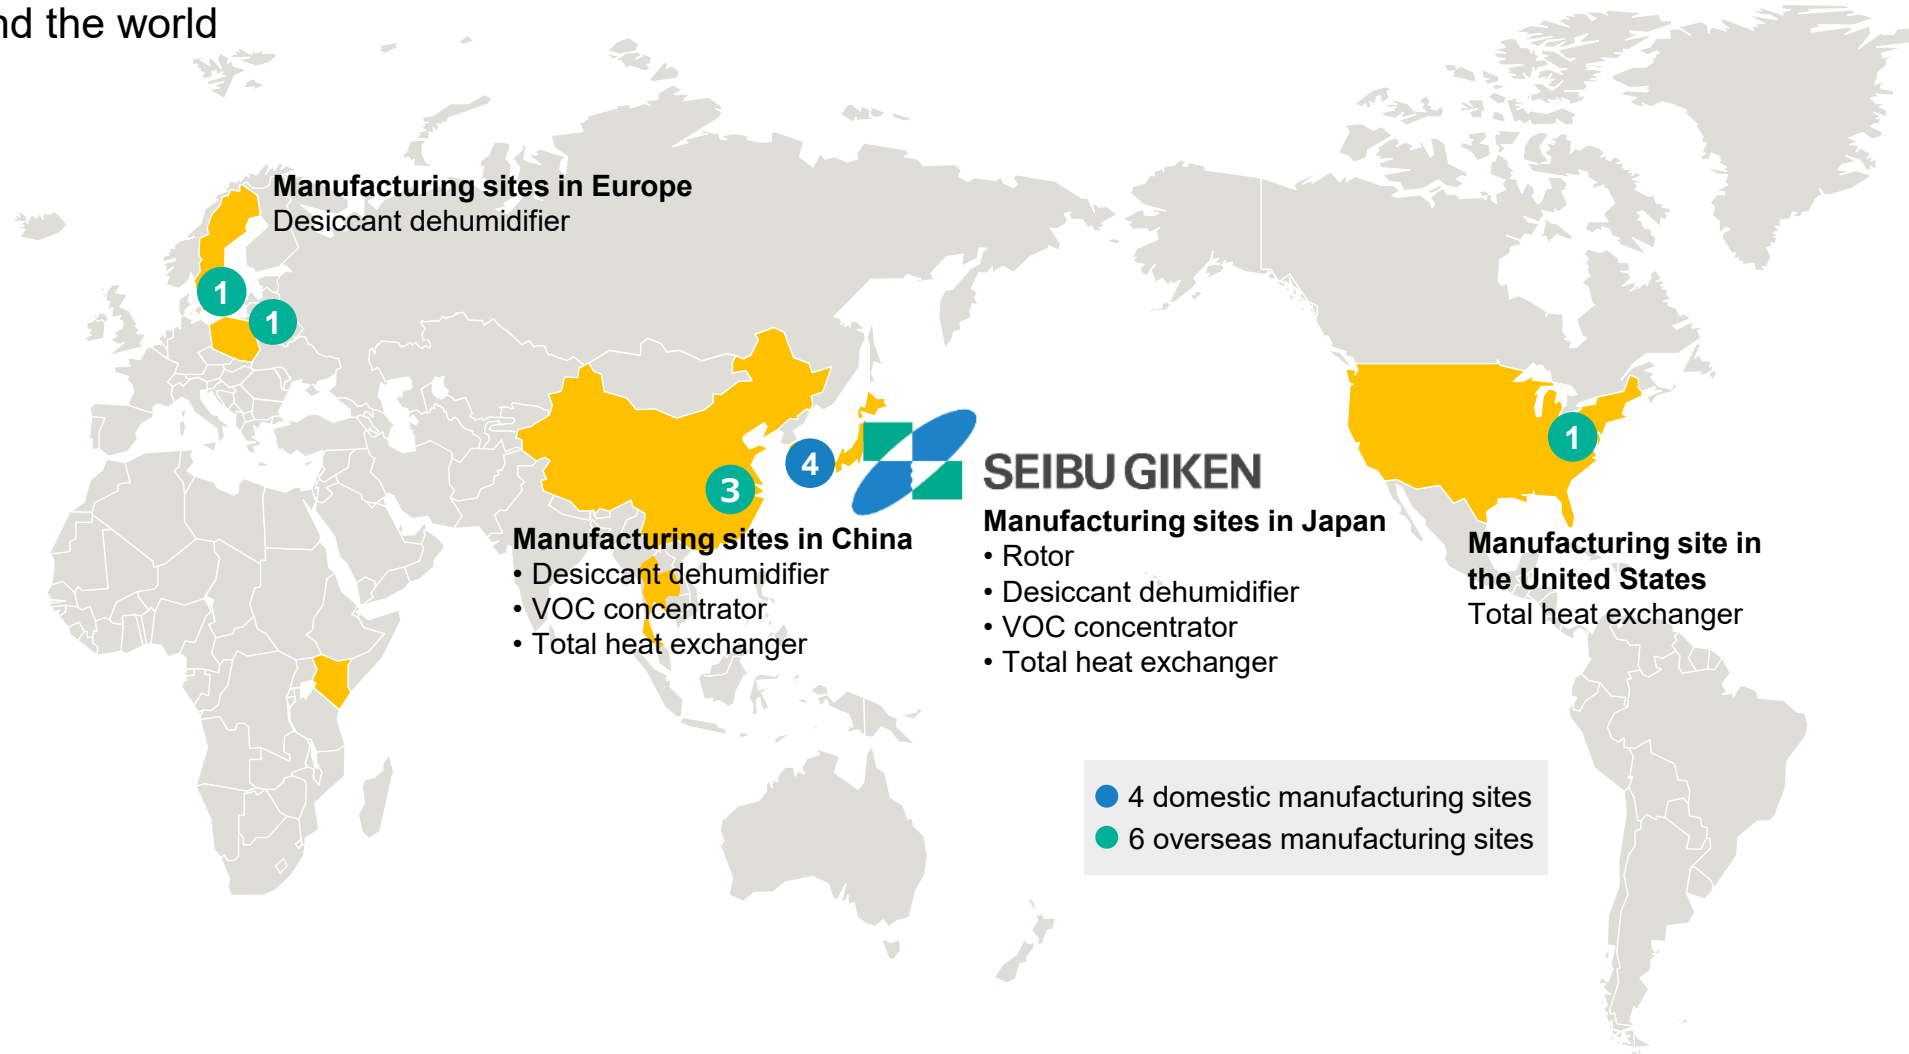 nd the world
Manufacturing sites in Europe
Desiccant dehumidifier
1
1
4
3
SEIBU GIKEN
1
Manufacturing sites in China
• Desiccant dehumidifier
• VOC concentrator
• Total heat exchanger
Manufacturing sites in Japan
• Rotor
• Desiccant dehumidifier
• VOC concentrator
• Total heat exchanger
Manufacturing site in
the United States
Total heat exchanger
4 domestic manufacturing sites
6 overseas manufacturing sites